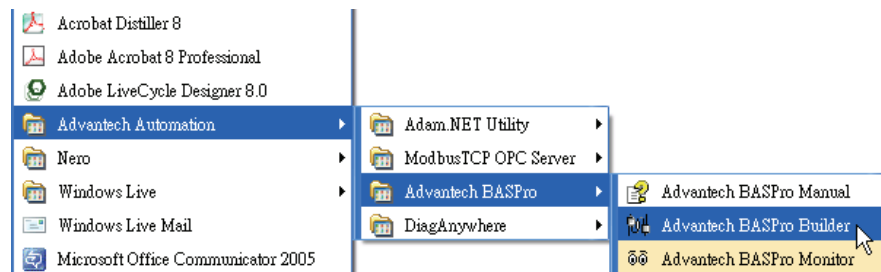 Acrobat Distiller 8
Adobe Acrobat 8 Professional
Adobe LiveCycle Designer 8.0
Advantech Automation
Nero
Windows Live
Windows Live Mail
Microsoft Office Communicator 2005
Adam.NET Utility
ModbusTCP OPC Server
Advantech BASPro
DiagAnywhere
Advantech BASPro Manual
Advantech BASPro Builder
Advantech BASPro Monitor